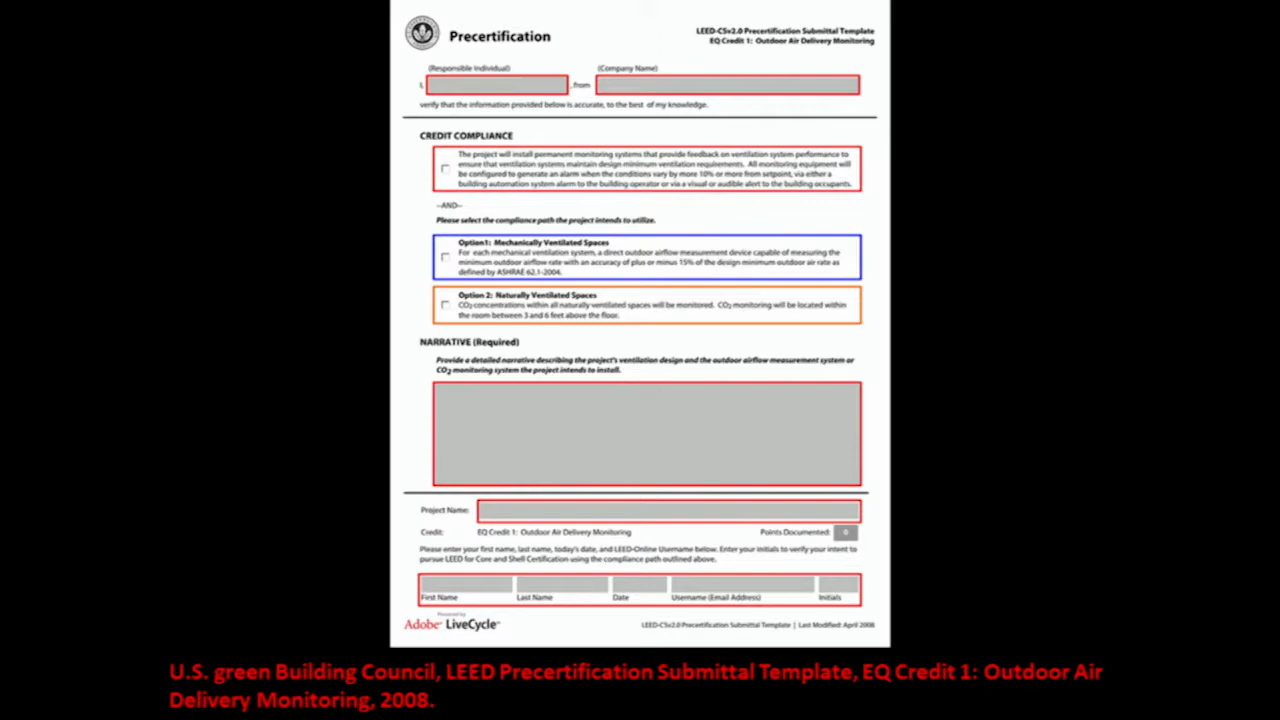 Precertification
LEED-CSv2.0 Precertification Submittal Template
EQ Credit 1: Outdoor Air Delivery Monitoring
(Responsible Individual) (Company Name)
I, , from
verify that the information provided below is accurate, to the best of my knowledge.
CREDIT COMPLIANCE
The project will install permanent monitoring systems that provide feedback on ventilation system performance to
ensure that ventilation systems maintain design minimum ventilation requirements. All monitoring equipment will
be configured to generate an alarm when the conditions vary by more 10% or more from setpoint, via either a
building automation system alarm to the building operator or via a visual or audible alert to the building occupants.
--AND--
Please select the compliance path the project intends to utilize.
Option1: Mechanically Ventilated Spaces
For each mechanical ventilation system, a direct outdoor airflow measurement device capable of measuring the
minimum outdoor airflow rate with an accuracy of plus or minus 15% of the design minimum outdoor air rate as
defined by ASHRAE 62.1-2004.
Option 2: Naturally Ventilated Spaces
CO2 concentrations within all naturally ventilated spaces will be monitored. CO2 monitoring will be located within
the room between 3 and 6 feet above the floor.
NARRATIVE (Required)
Provide a detailed narrative describing the project's ventilation design and the outdoor airflow measurement system or
CO2 monitoring system the project intends to install.
Project Name:
Credit: EQ Credit 1: Outdoor Air Delivery Monitoring Points Documented: 0
Please enter your first name, last name, today's date, and LEED-Online Username below. Enter your initials to verify your intent to
pursue LEED for Core and Shell Certification using the compliance path outlined above.
First Name Last Name Date Username (Email Address) Initials
Powered by
Adobe LiveCycle™
LEED-CSv2.0 Precertification Submittal Template | Last Modified: April 2008
U.S. green Building Council, LEED Precertification Submittal Template, EQ Credit 1: Outdoor Air
Delivery Monitoring, 2008.